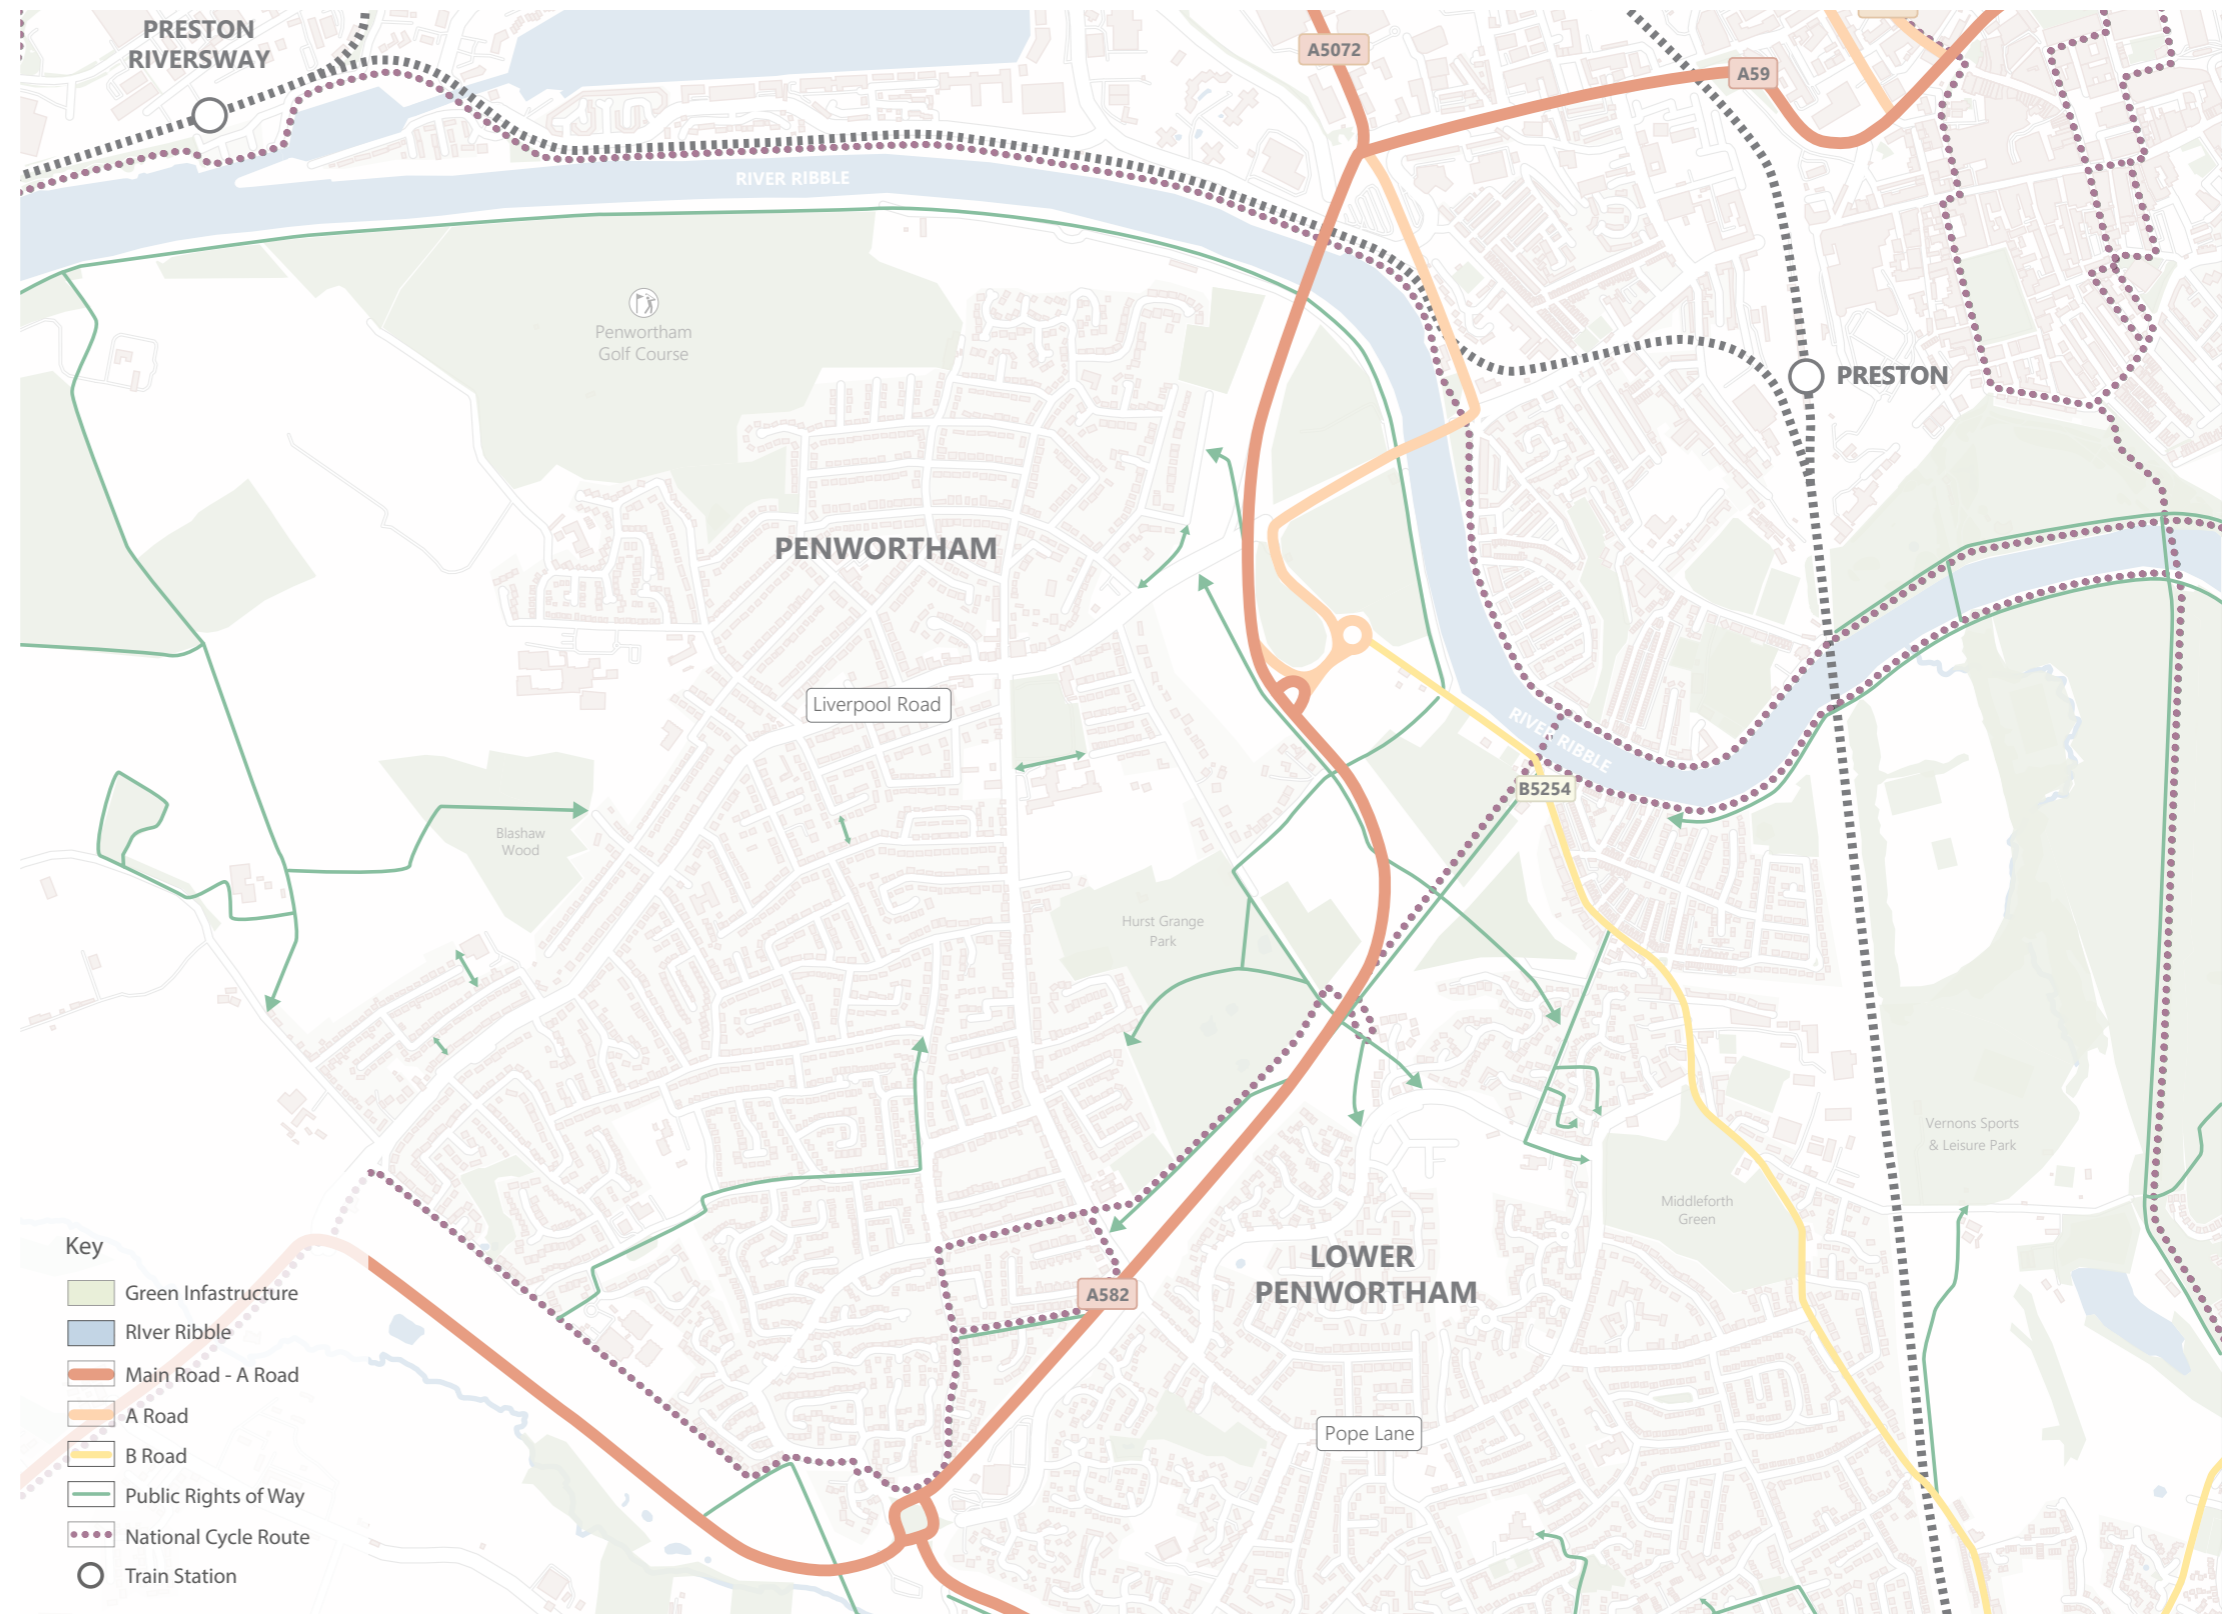 PRESTON
RIVERSWAY
A5072
A59
RIVER RIBBLE
Penwortham
Golf Course
PRESTON
PENWORTHAM
Liverpool Road
RIVER RIBBLE
B5254
Blashaw
Wood
Hurst Grange
Park
Vernons Sports
& Leisure Park
Middleforth
Green
LOWER
PENWORTHAM
A582
Pope Lane
Key
Green Infastructure
RIver Ribble
Main Road - A Road
A Road
B Road
Public Rights of Way
National Cycle Route
Train Station